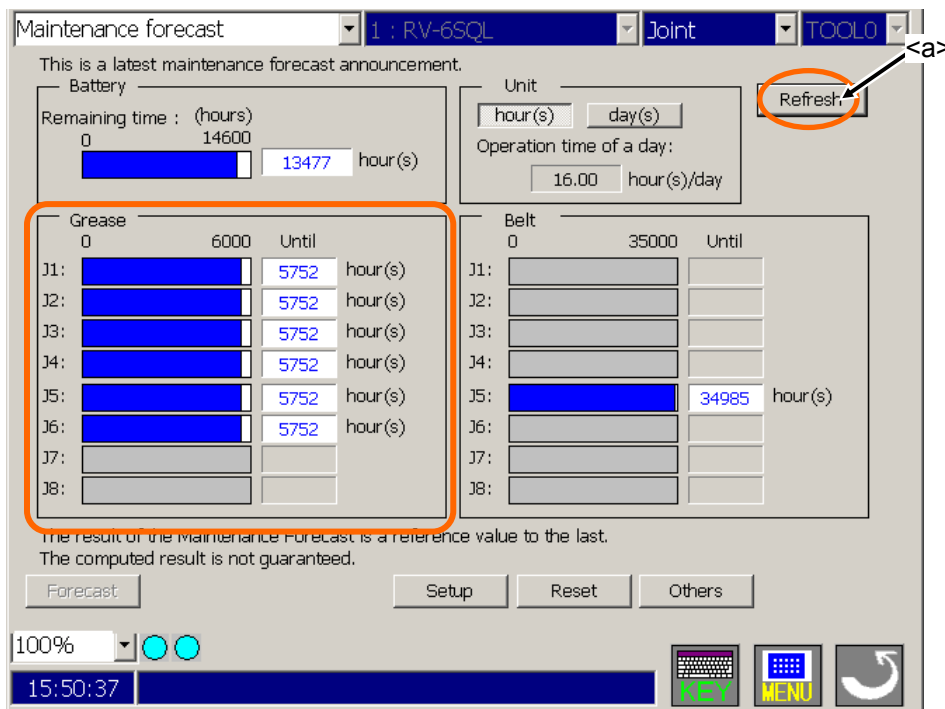 Maintenance forecast 1 : RV-6SQL Joint TOOL0
<a>
This is a latest maintenance forecast announcement.
Battery
Remaining time : (hours)
0 14600
13477 hour(s)
Unit
hour(s) day(s)
Operation time of a day:
16.00 hour(s)/day
Refresh
Grease
0 6000 Until
J1: 5752 hour(s)
J2: 5752 hour(s)
J3: 5752 hour(s)
J4: 5752 hour(s)
J5: 5752 hour(s)
J6: 5752 hour(s)
J7:
J8:
Belt
0 35000 Until
J1:
J2:
J3:
J4:
J5: 34985 hour(s)
J6:
J7:
J8:
The result of the Maintenance Forecast is a reference value to the last.
The computed result is not guaranteed.
Forecast Setup Reset Others
100%
15:50:37
KEY MENU